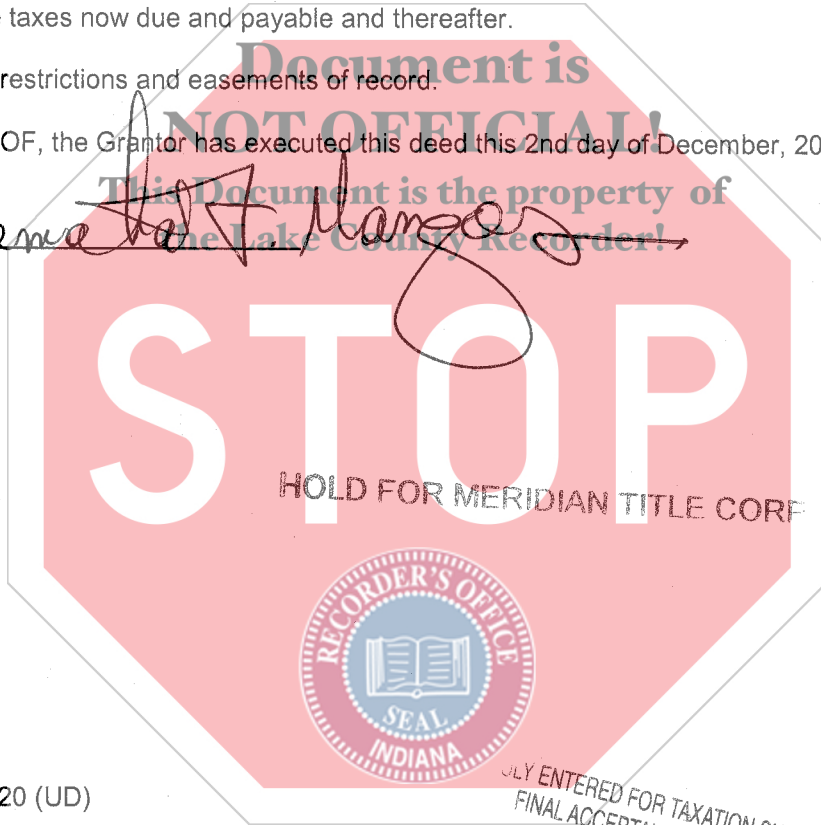 taxes now due and payable and thereafter.
Document is
restrictions and easements of record.
NOT OFFICIAL!
OF, the Grantor has executed this deed this 2nd day of December, 20
This Document is the property of
the Lake County Recorder!
F. Mangos
STOP
HOLD FOR MERIDIAN TITLE CORP
RECORDER'S OFFICE
SEAL
INDIANA
20 (UD)
ENTERED FOR TAXATION
FINAL